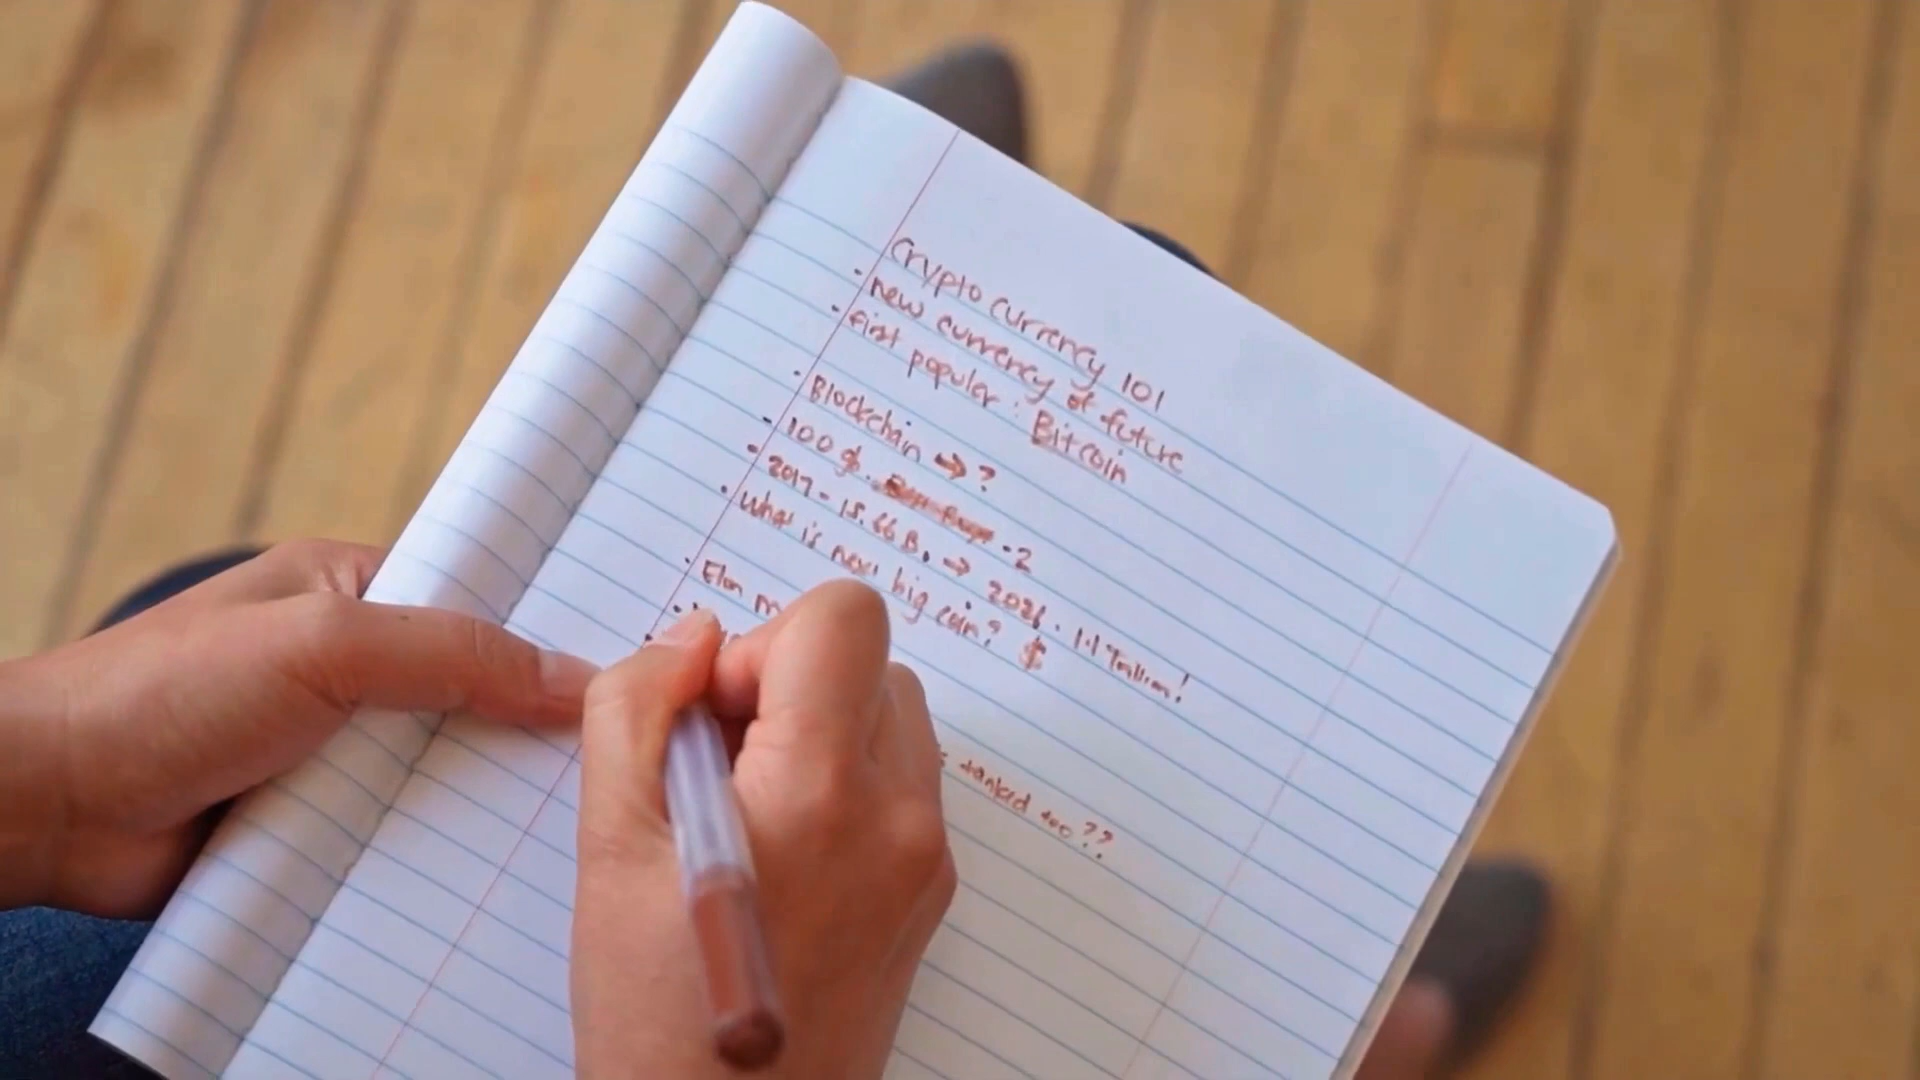 Crypto Currency 101
• new currency of future
• first popular : Bitcoin
• Blockchain → ?
• 100 %. - 2
• 2017 - 15.66 B. → 2021. 1.1 Trillion!
• What is next big coin? $
• Elon m
tanked too??